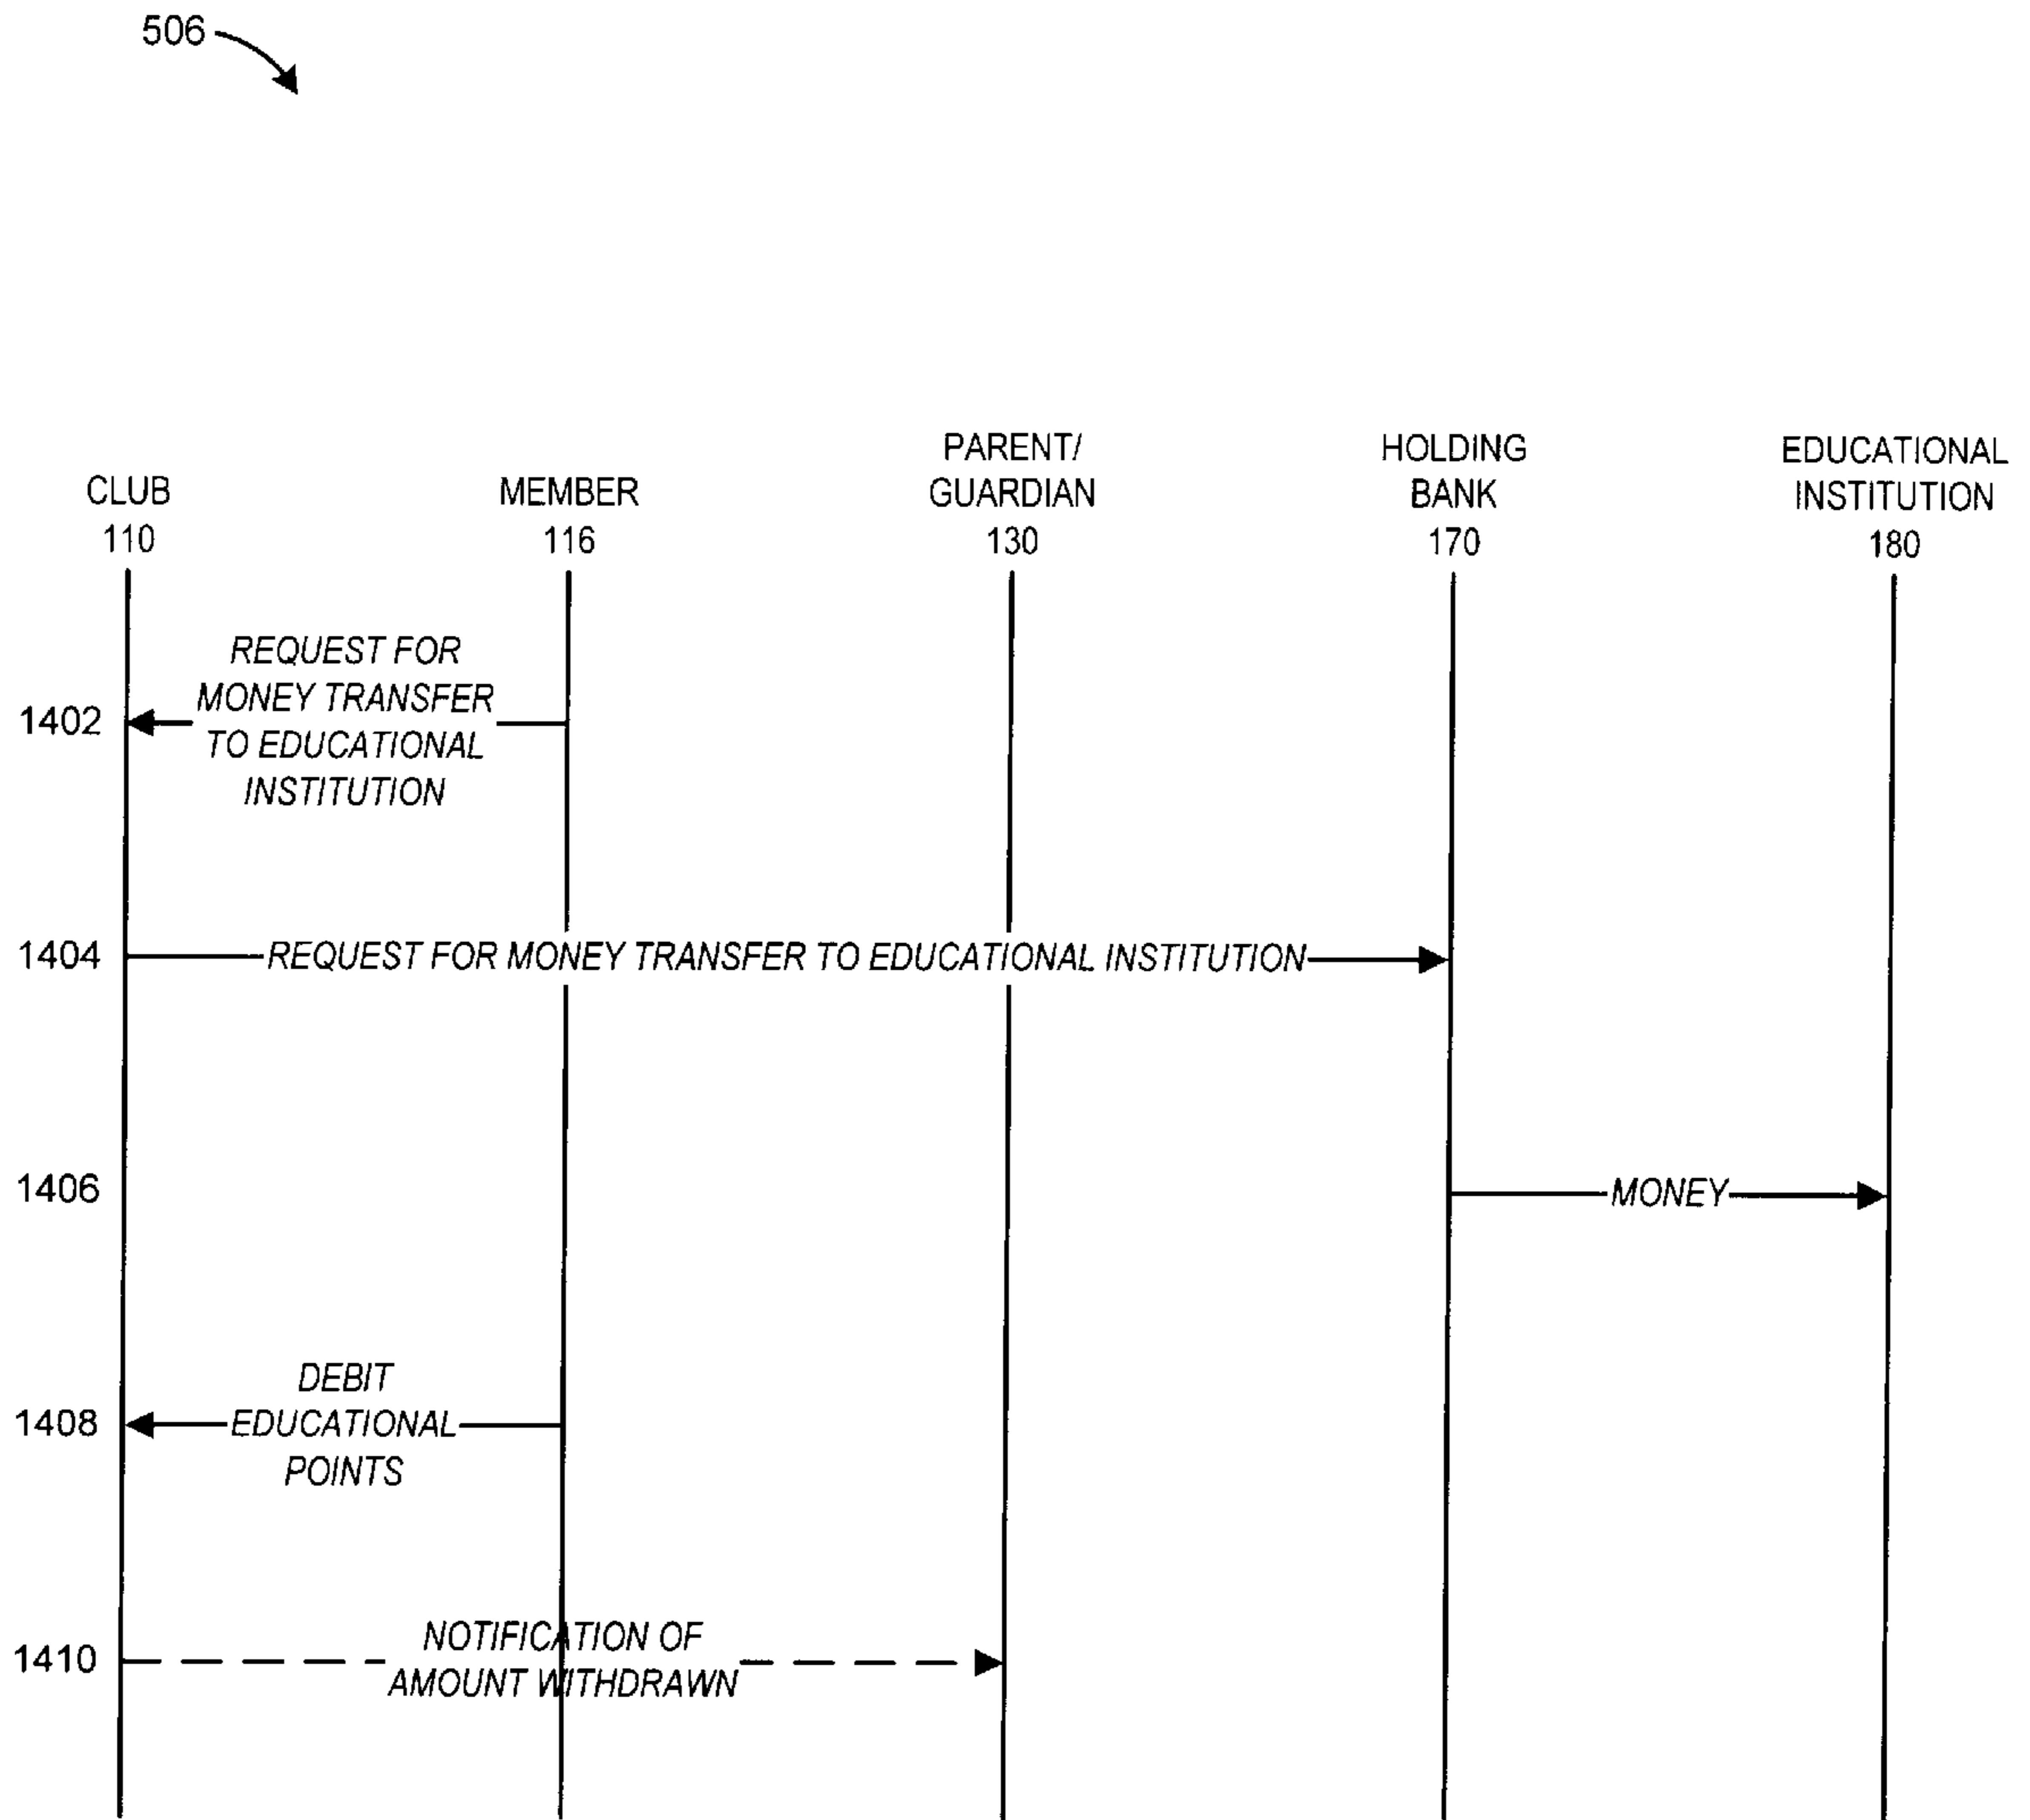 506
CLUB
110
MEMBER
116
PARENT/
GUARDIAN
130
HOLDING
BANK
170
EDUCATIONAL
INSTITUTION
180
1402
REQUEST FOR
MONEY TRANSFER
TO EDUCATIONAL
INSTITUTION
1404
REQUEST FOR MONEY TRANSFER TO EDUCATIONAL INSTITUTION
1406
MONEY
1408
DEBIT
EDUCATIONAL
POINTS
1410
NOTIFICATION OF
AMOUNT WITHDRAWN